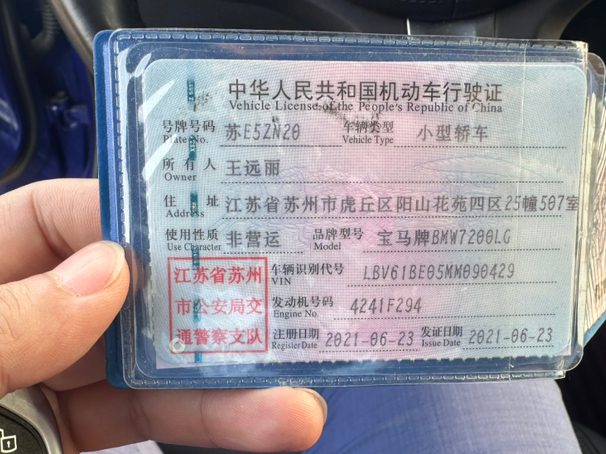 中华人民共和国机动车行驶证
Vehicle License of the People's Republic of China
号牌号码 苏E5ZN20 车辆类型 小型轿车
Plate No. Vehicle Type
所有人 王远丽
Owner
住址 江苏省苏州市虎丘区阳山花苑四区25幢507室
Address
使用性质 非营运 品牌型号 宝马牌BMW7200LG
Use Character Model
江苏省苏州 车辆识别代号 LBV61BE05MM090429
VIN
市公安局交 发动机号码 4241F294
Engine No.
通警察支队 注册日期 2021-06-23 发证日期 2021-06-23
Register Date Issue Date